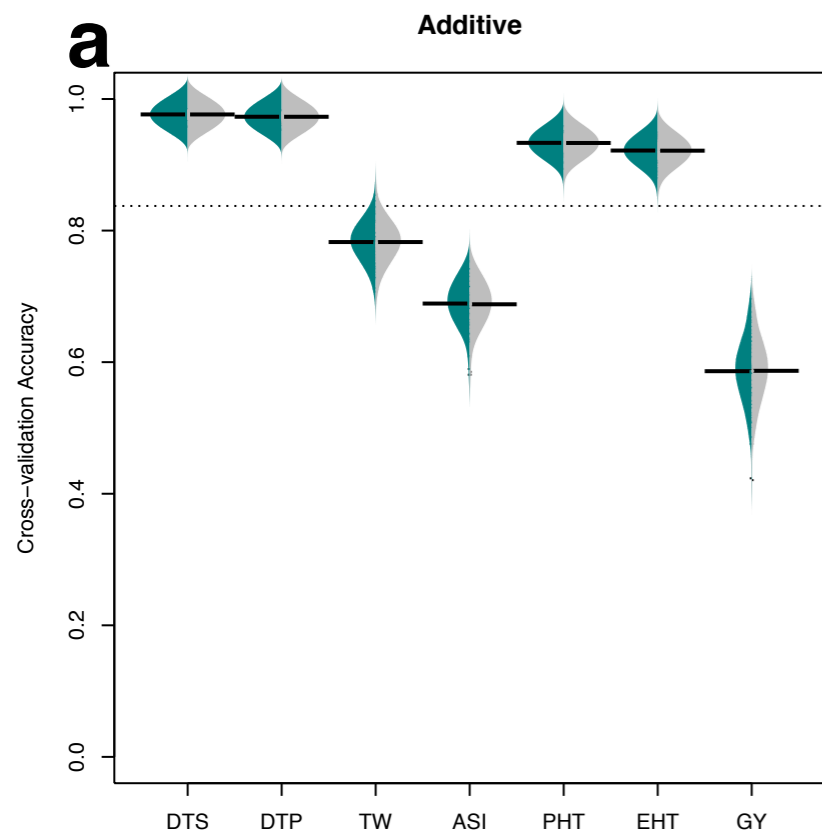 a
Additive
Cross−validation Accuracy
1.0
0.8
0.6
0.4
0.2
0.0
DTS DTP TW ASI PHT EHT GY